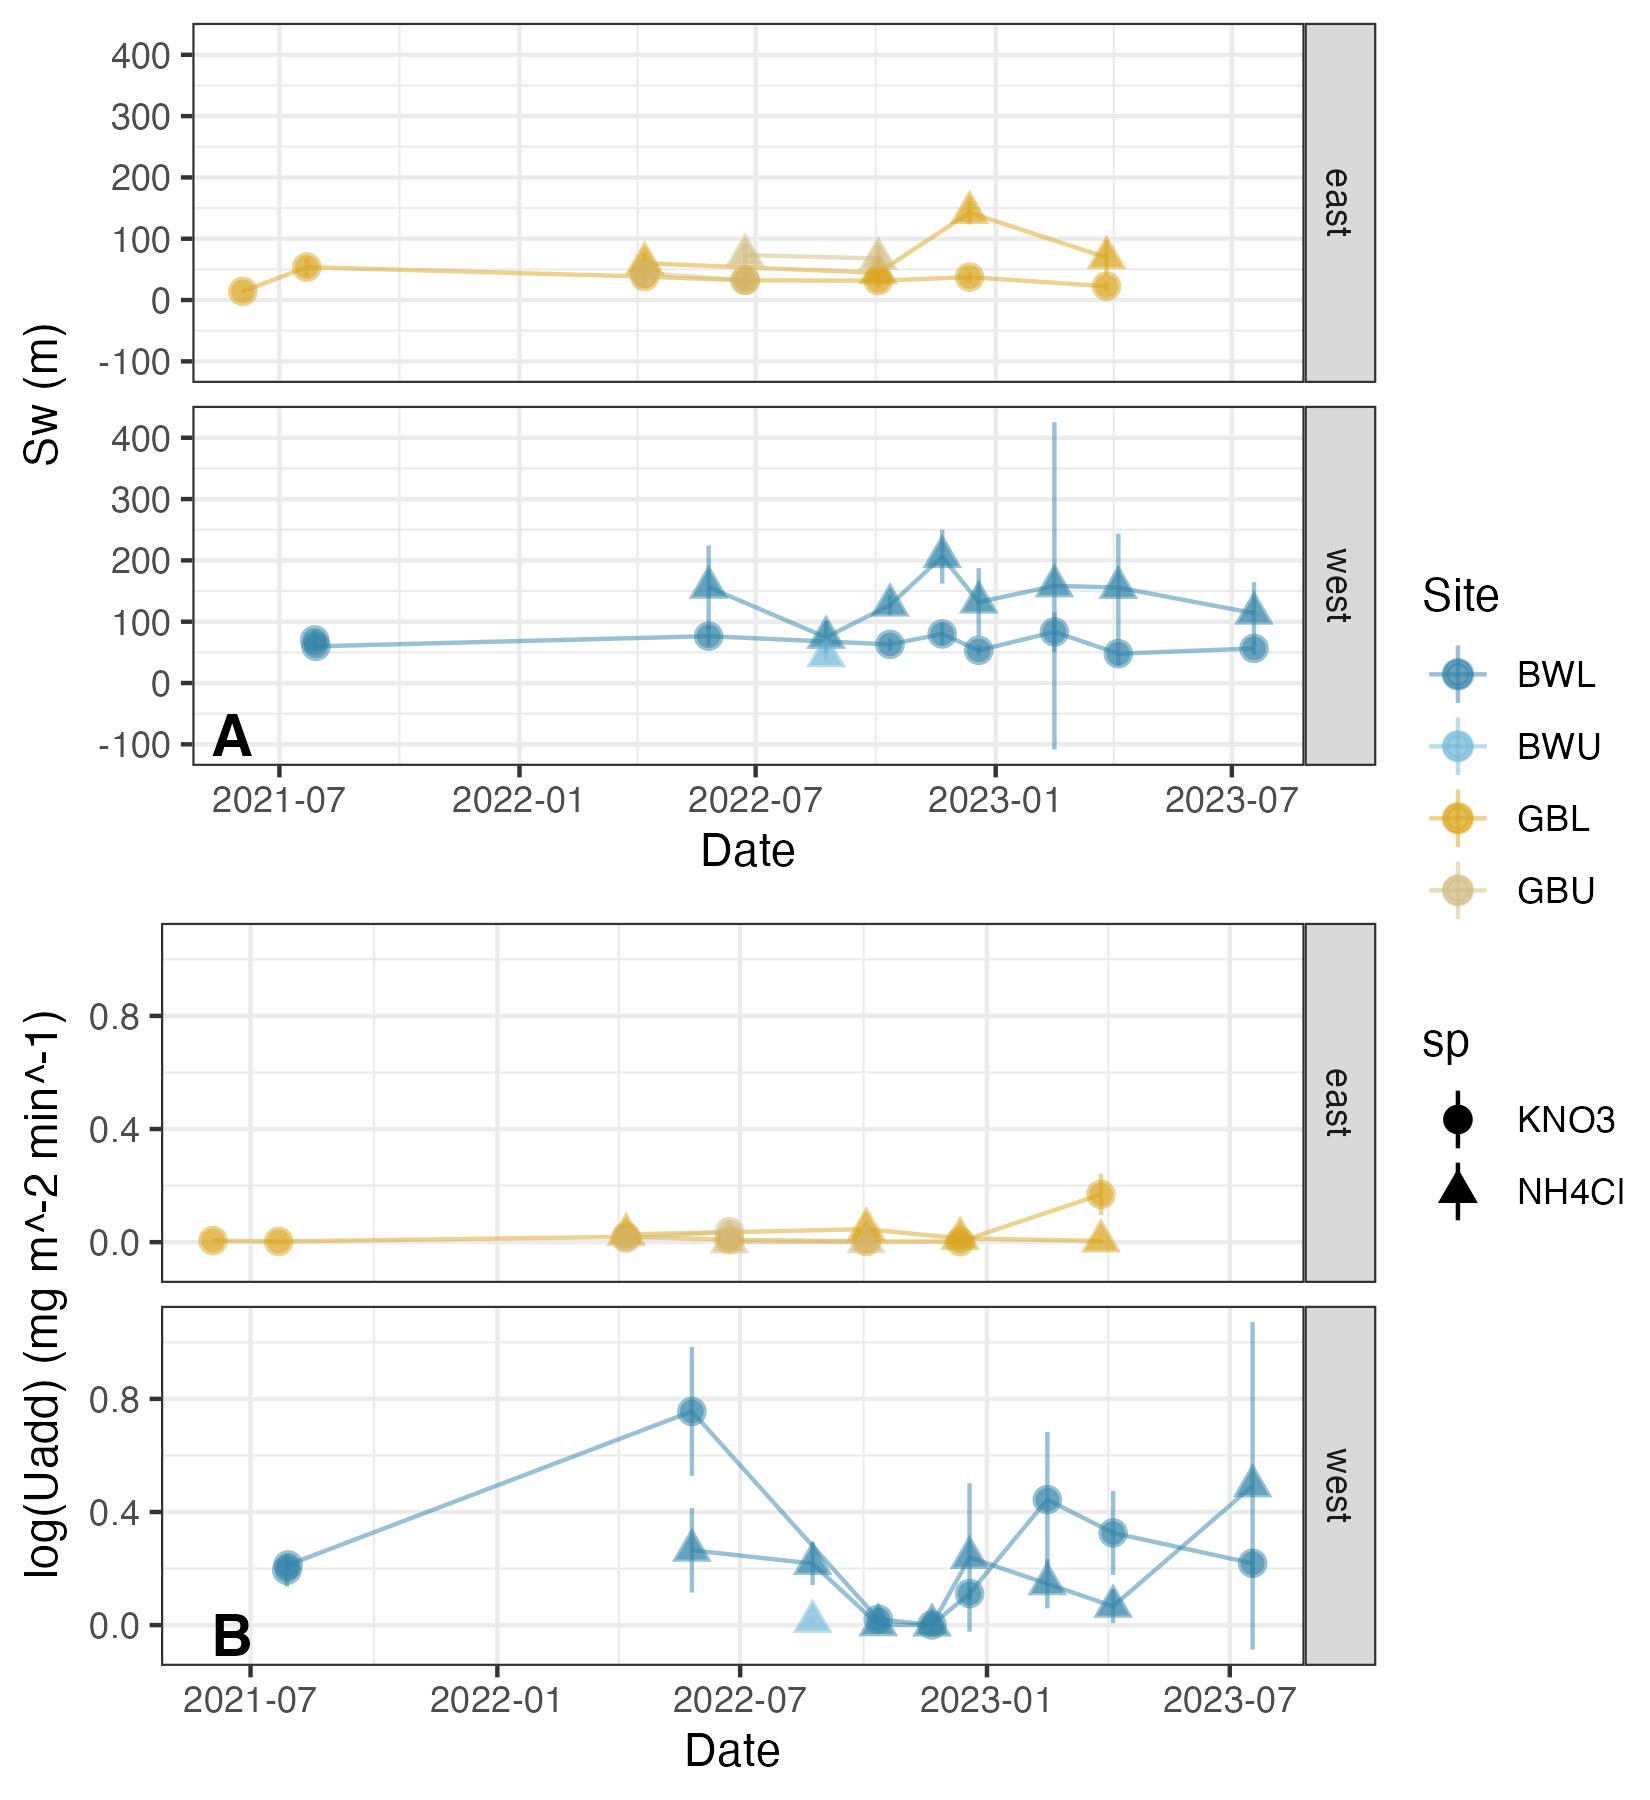 400
300
200
100
0
-100
east
Sw (m)
400
300
200
100
0
-100
west
A
2021-07 2022-01 2022-07 2023-01 2023-07
Date
Site
BWL
BWU
GBL
GBU
sp
KNO3
NH4Cl
0.8
0.4
0.0
east
log(Uadd) (mg m^-2 min^-1)
0.8
0.4
0.0
west
B
2021-07 2022-01 2022-07 2023-01 2023-07
Date